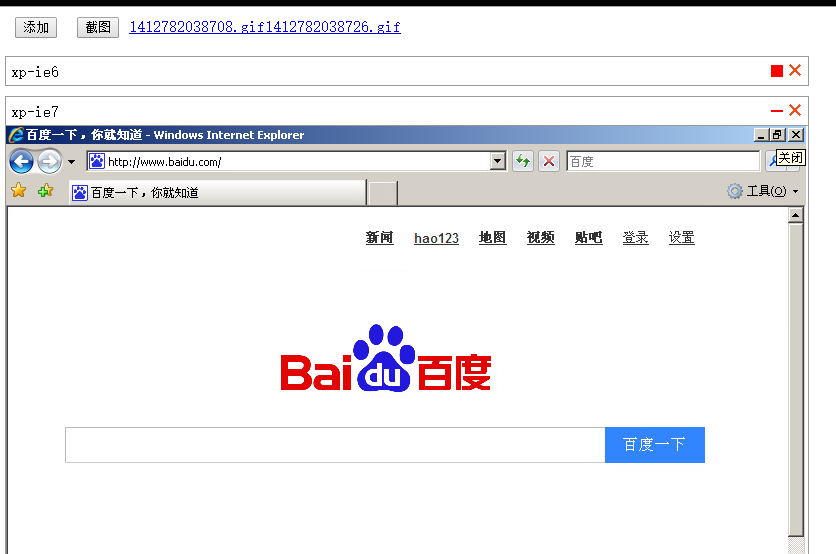 添加 截图 1412782038708.gif1412782038726.gif
xp-ie6
xp-ie7
百度一下，你就知道 - Windows Internet Explorer
http://www.baidu.com/ 百度 关闭
百度一下，你就知道 工具(O)
新闻 hao123 地图 视频 贴吧 登录 设置
Bai du 百度
百度一下